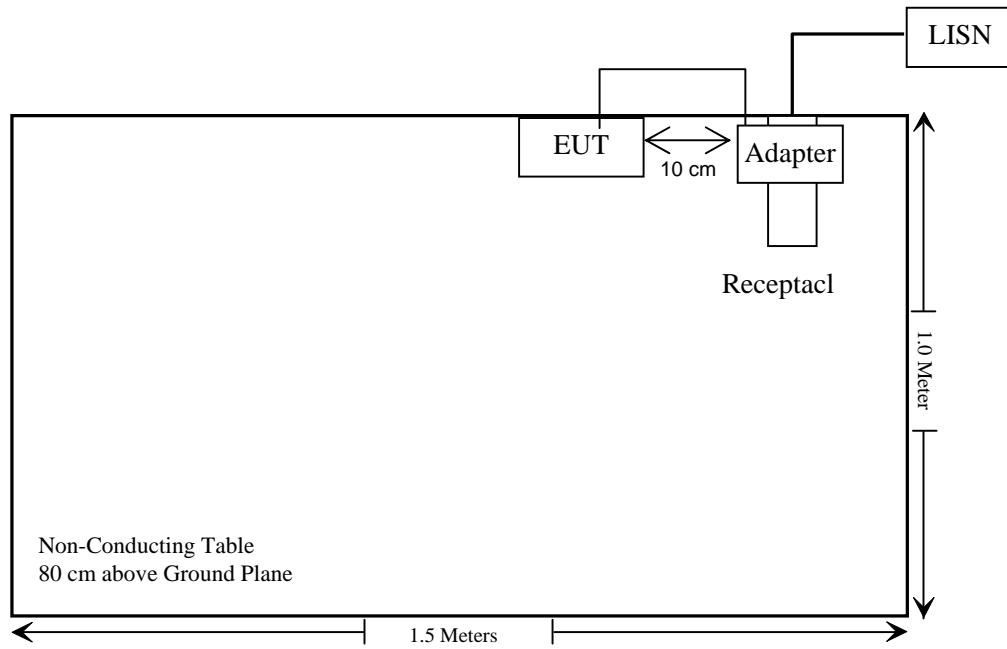 LISN
EUT
Adapter
10 cm
Receptacl
1.0 Meter
Non-Conducting Table
80 cm above Ground Plane
1.5 Meters